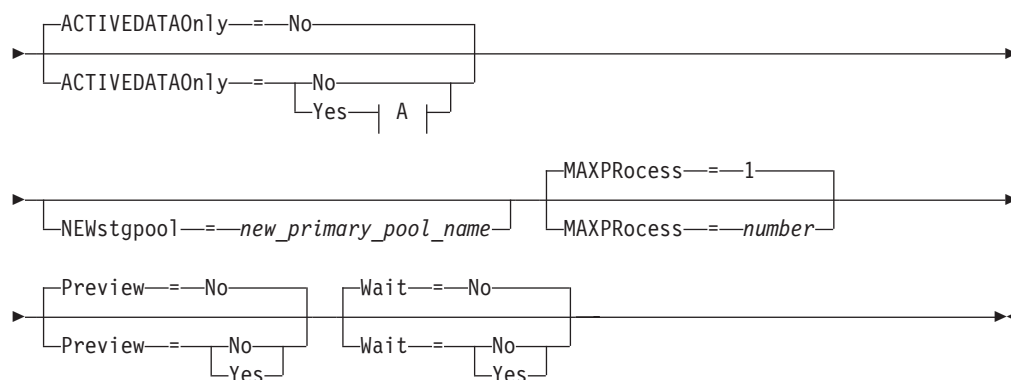 ACTIVEDATAOnly = No
ACTIVEDATAOnly = No
Yes A
MAXPRocess = 1
NEWstgpool = new_primary_pool_name MAXPRocess = number
Preview = No Wait = No
Preview = No Wait = No
Yes Yes